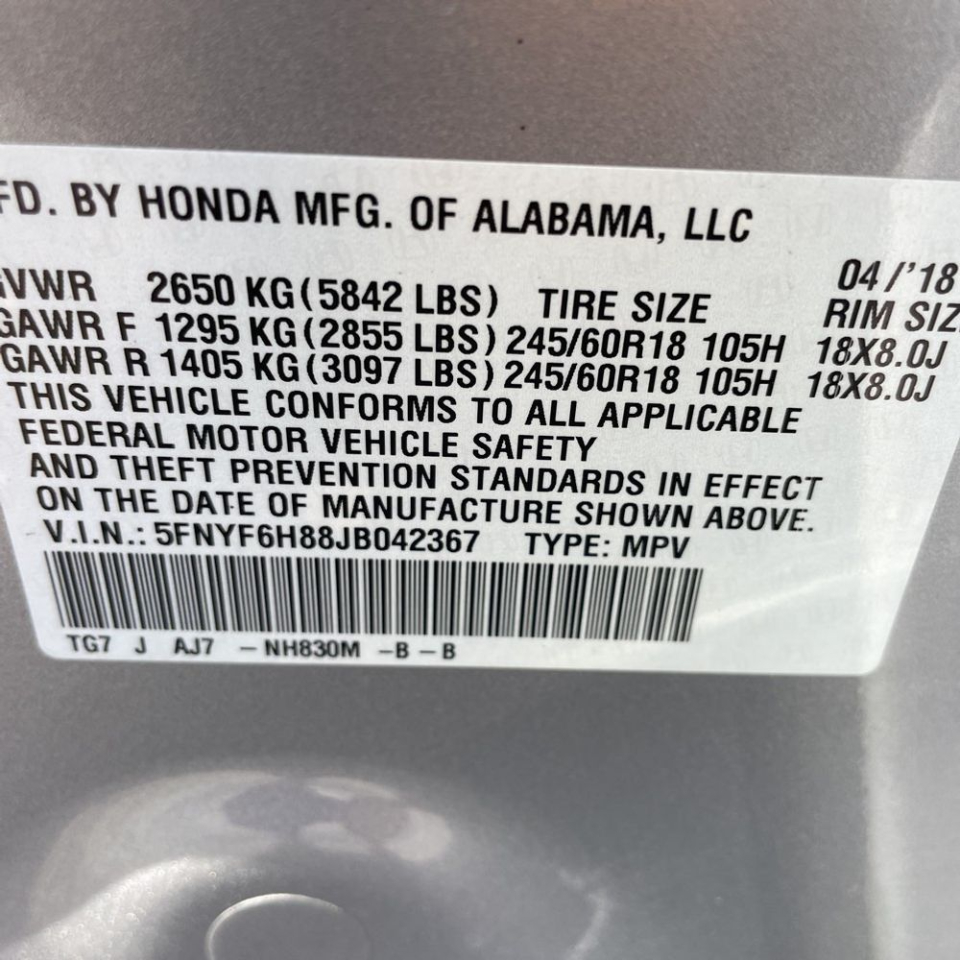 FD. BY HONDA MFG. OF ALABAMA, LLC
04/'18
GVWR 2650 KG (5842 LBS) TIRE SIZE RIM SIZ
GAWR F 1295 KG (2855 LBS) 245/60R18 105H 18X8.0J
GAWR R 1405 KG (3097 LBS) 245/60R18 105H 18X8.0J
THIS VEHICLE CONFORMS TO ALL APPLICABLE
FEDERAL MOTOR VEHICLE SAFETY
AND THEFT PREVENTION STANDARDS IN EFFECT
ON THE DATE OF MANUFACTURE SHOWN ABOVE.
V.I.N.: 5FNYF6H88JB042367 TYPE: MPV
TG7 J AJ7 – NH830M – B – B